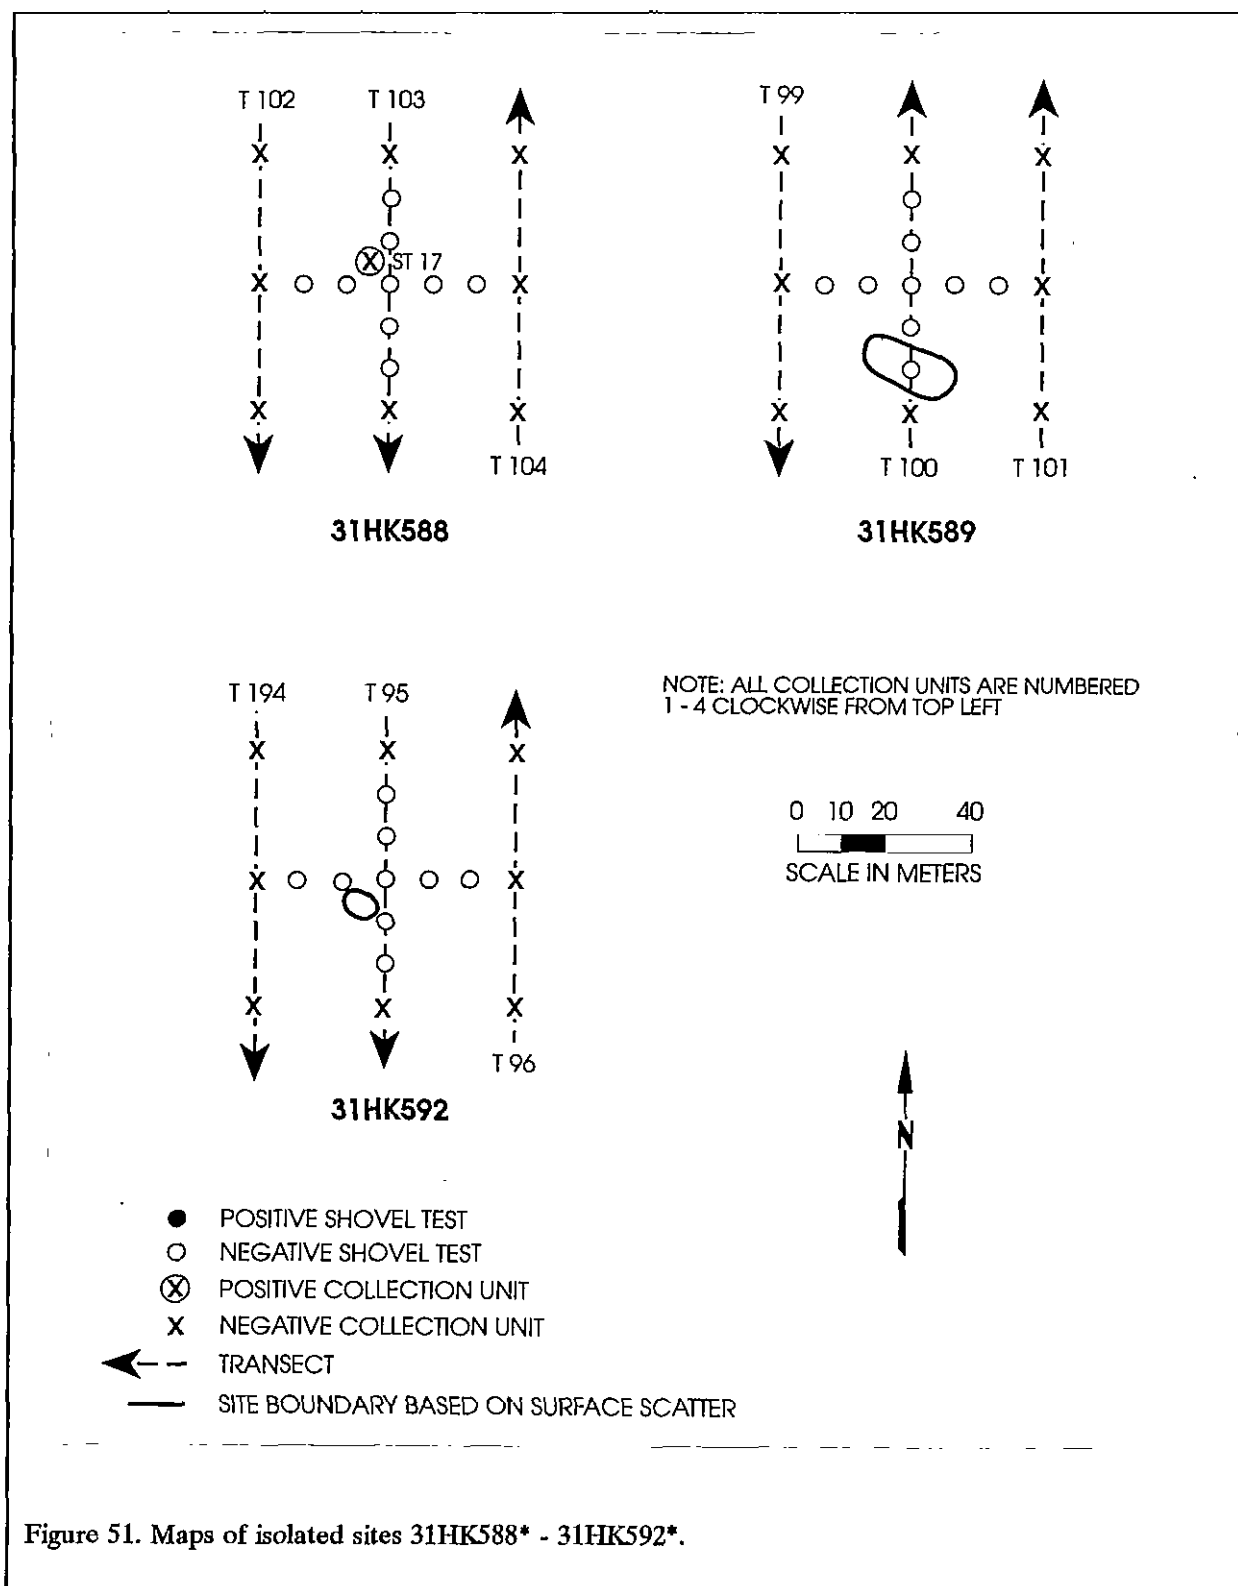 T 102 T 103
T 99
ST 17
T 104
T 100 T 101
31HK588
31HK589
T 194 T 95
NOTE: ALL COLLECTION UNITS ARE NUMBERED
1 - 4 CLOCKWISE FROM TOP LEFT
0 10 20 40
SCALE IN METERS
T 96
31HK592
N
POSITIVE SHOVEL TEST
NEGATIVE SHOVEL TEST
POSITIVE COLLECTION UNIT
X NEGATIVE COLLECTION UNIT
TRANSECT
SITE BOUNDARY BASED ON SURFACE SCATTER
Figure 51. Maps of isolated sites 31HK588* - 31HK592*.